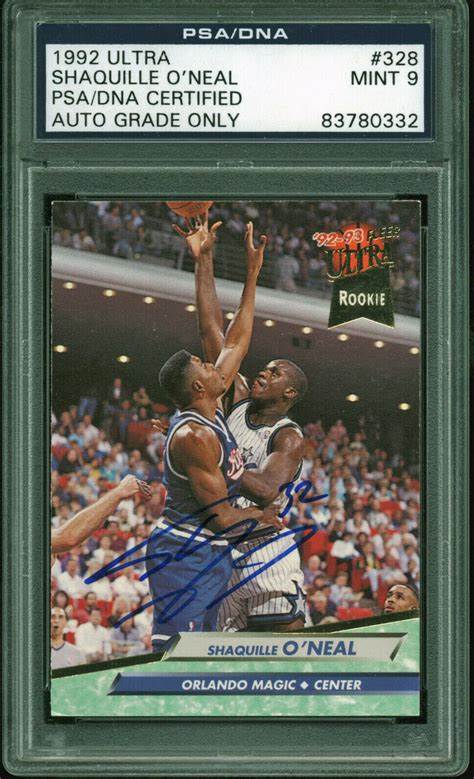 PSA/DNA
1992 ULTRA #328
SHAQUILLE O'NEAL MINT 9
PSA/DNA CERTIFIED
AUTO GRADE ONLY 83780332
'92-93 FLEER
ULTRA
ROOKIE
32
SHAQUILLE O'NEAL
ORLANDO MAGIC ◆ CENTER